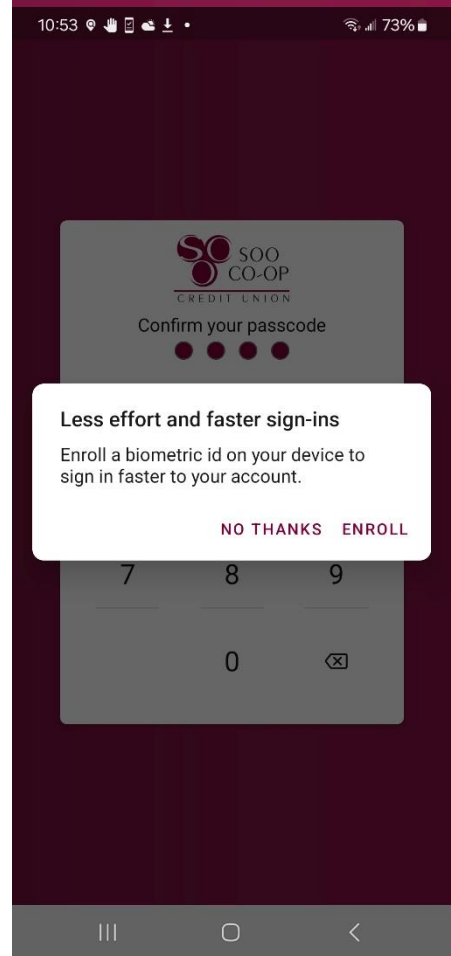 10:53
73%
SOO
CO-OP
CREDIT UNION
Confirm your passcode
Less effort and faster sign-ins
Enroll a biometric id on your device to
sign in faster to your account.
NO THANKS ENROLL
7 8 9
0